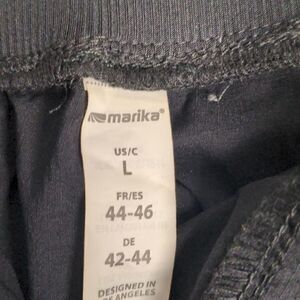 marika®
US/C
L
FR/ES
44-46
DE
42-44
DESIGNED IN
LOS ANGELES